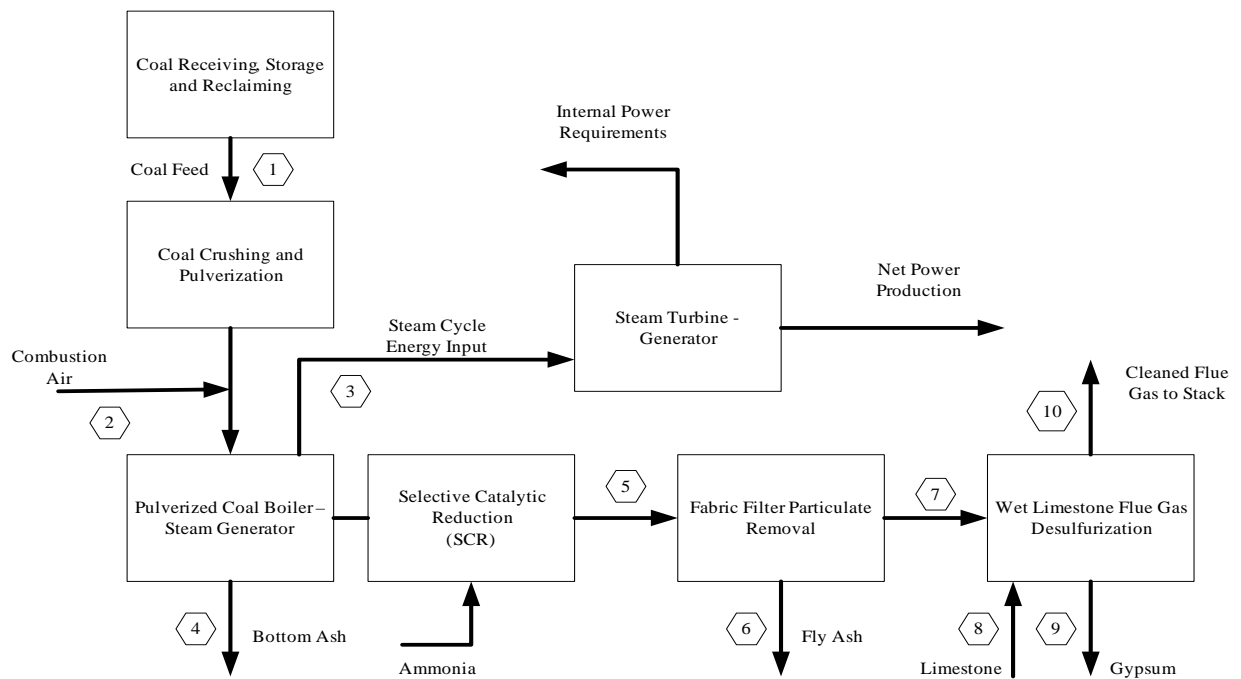 Coal Receiving, Storage
and Reclaiming
Internal Power
Requirements
Coal Feed
1
Coal Crushing and
Pulverization
Net Power
Production
Steam Turbine -
Generator
Steam Cycle
Energy Input
Combustion
Air
Cleaned Flue
Gas to Stack
3
10
2
Pulverized Coal Boiler –
Steam Generator
Selective Catalytic
Reduction
(SCR)
5
Fabric Filter Particulate
Removal
7
Wet Limestone Flue Gas
Desulfurization
4
Bottom Ash
Ammonia
6
Fly Ash
8
Limestone
9
Gypsum